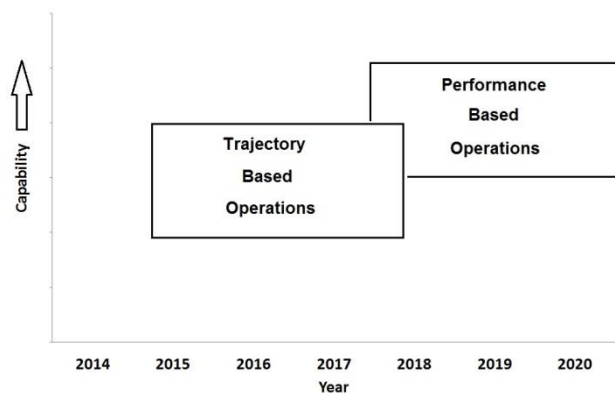 Performance
Based
Operations
Trajectory
Based
Operations
Capability
2014 2015 2016 2017 2018 2019 2020
Year